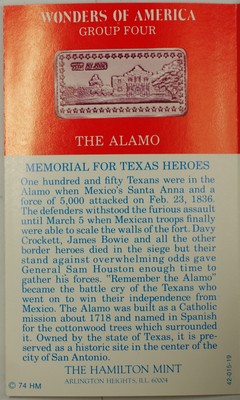 WONDERS OF AMERICA
GROUP FOUR
THE ALAMO
THE ALAMO
MEMORIAL FOR TEXAS HEROES
One hundred and fifty Texans were in the
Alamo when Mexico's Santa Anna and a
force of 5,000 attacked on Feb. 23, 1836.
The defenders withstood the furious assault
until March 5 when Mexican troops finally
were able to scale the walls of the fort. Davy
Crockett, James Bowie and all the other
border heroes died in the siege but their
stand against overwhelming odds gave
General Sam Houston enough time to
gather his forces. "Remember the Alamo"
became the battle cry of the Texans who
went on to win their independence from
Mexico. The Alamo was built as a Catholic
mission about 1718 and named in Spanish
for the cottonwood trees which surrounded
it. Owned by the state of Texas, it is pre-
served as a historic site in the center of the
city of San Antonio.
THE HAMILTON MINT
ARLINGTON HEIGHTS, ILL. 60004
© 74 HM
42-015-19